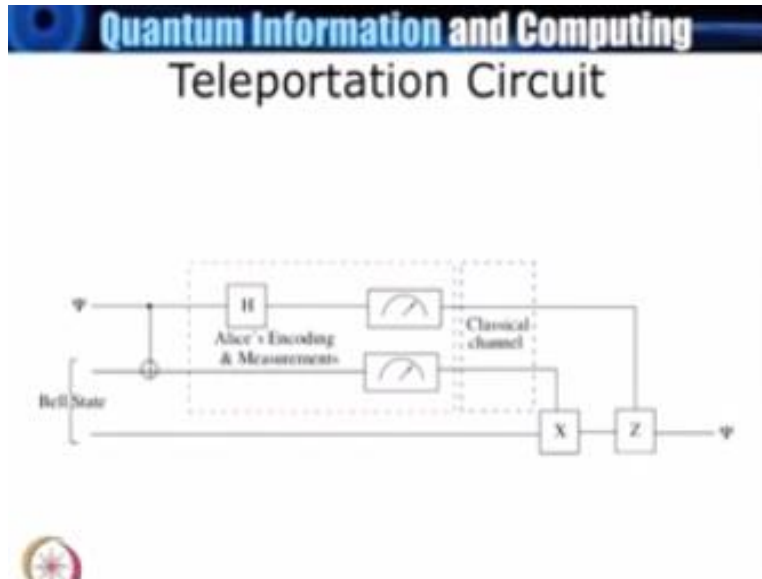 Quantum Information and Computing
Teleportation Circuit
Ψ
H
Alice's Encoding
& Measurements
Classical
channel
Bell State
X
Z
Ψ